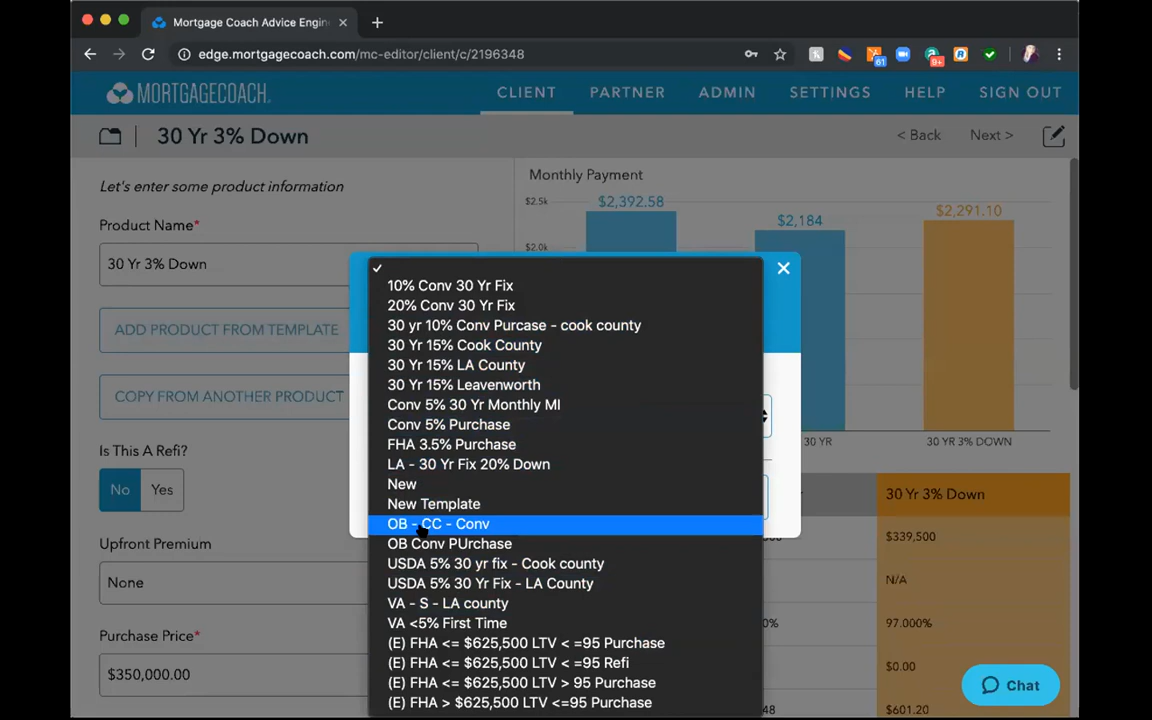 Mortgage Coach Advice Engin
edge.mortgagecoach.com/mc-editor/client/c/2196348
61
9+
MORTGAGECOACH
CLIENT
PARTNER
ADMIN
SETTINGS
HELP
SIGN OUT
30 Yr 3% Down
< Back
Next >
Let's enter some product information
Product Name*
30 Yr 3% Down
ADD PRODUCT FROM TEMPLATE
COPY FROM ANOTHER PRODUCT
Is This A Refi?
No
Yes
Upfront Premium
None
Purchase Price*
$350,000.00
Monthly Payment
$2.5k
$2.0k
$2,392.58
$2,184
$2,291.10
30 YR
30 YR 3% DOWN
10% Conv 30 Yr Fix
20% Conv 30 Yr Fix
30 yr 10% Conv Purcase - cook county
30 Yr 15% Cook County
30 Yr 15% LA County
30 Yr 15% Leavenworth
Conv 5% 30 Yr Monthly MI
Conv 5% Purchase
FHA 3.5% Purchase
LA - 30 Yr Fix 20% Down
New
New Template
OB - CC - Conv
OB Conv PUrchase
USDA 5% 30 yr fix - Cook county
USDA 5% 30 Yr Fix - LA County
VA - S - LA county
VA <5% First Time
(E) FHA <= $625,500 LTV < =95 Purchase
(E) FHA <= $625,500 LTV <=95 Refi
(E) FHA <= $625,500 LTV > 95 Purchase
(E) FHA > $625,500 LTV <=95 Purchase
30 Yr 3% Down
$339,500
N/A
97.000%
$0.00
$601.20
Chat